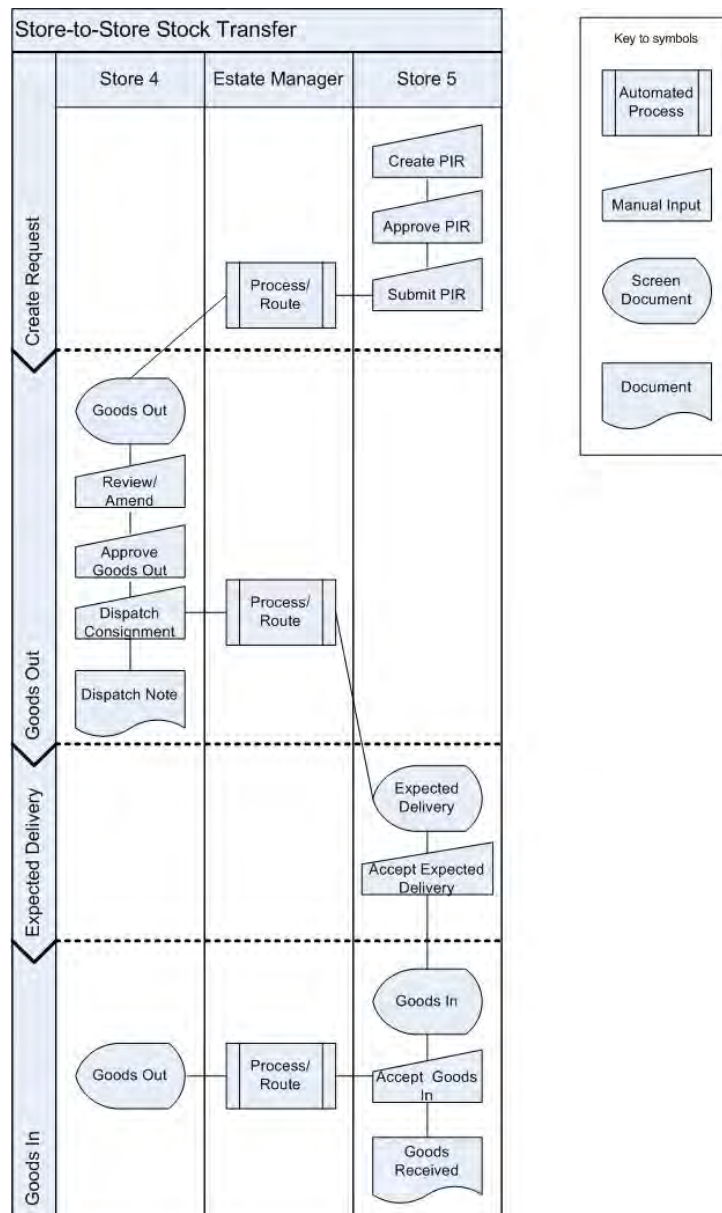 Store-to-Store Stock Transfer
Store 4
Estate Manager
Store 5
Create Request
Create PIR
Approve PIR
Submit PIR
Process/
Route
Goods Out
Goods Out
Review/
Amend
Approve
Goods Out
Dispatch
Consignment
Process/
Route
Dispatch Note
Expected Delivery
Expected
Delivery
Accept Expected
Delivery
Goods In
Goods In
Accept Goods
In
Process/
Route
Goods Out
Goods
Received
Key to symbols
Automated
Process
Manual Input
Screen
Document
Document